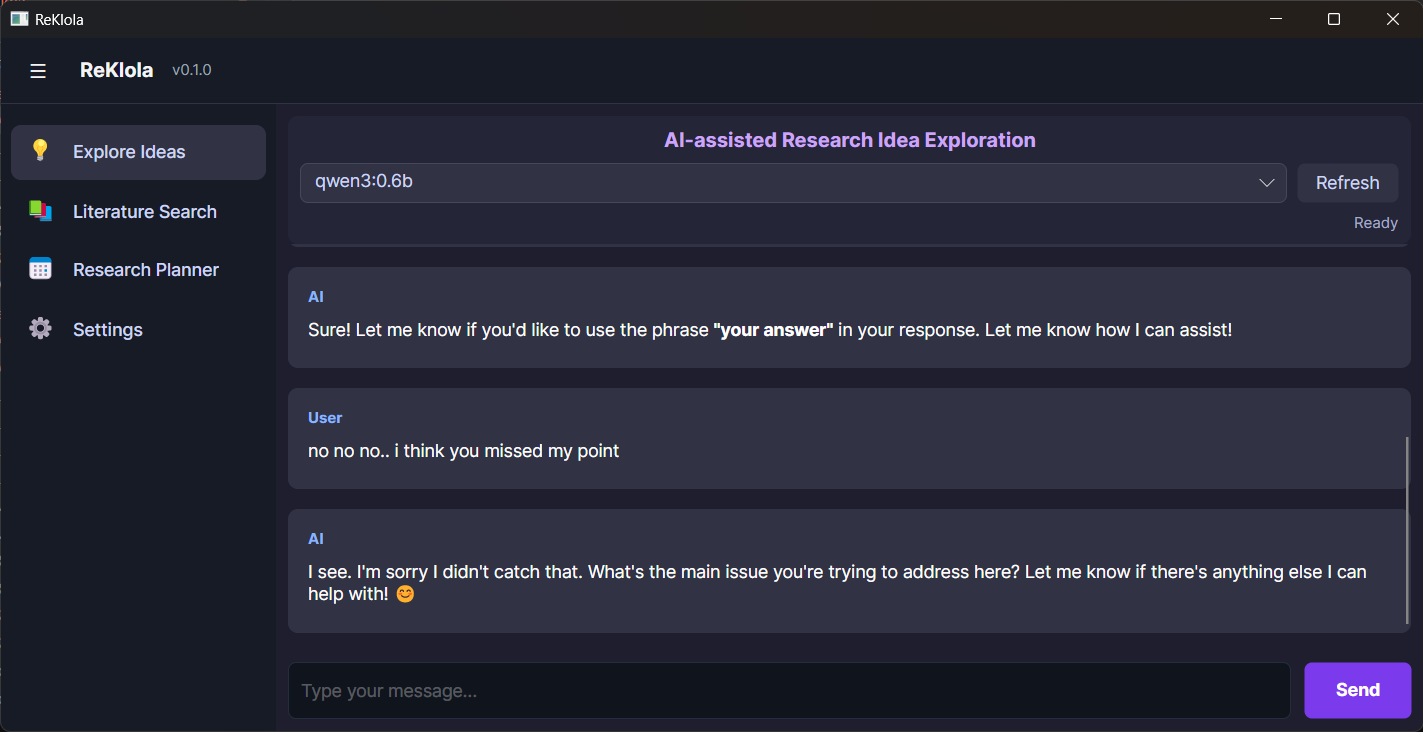 ReKlola
ReKlola v0.1.0
Explore Ideas
Literature Search
Research Planner
Settings
AI-assisted Research Idea Exploration
qwen3:0.6b
Refresh
Ready
AI
Sure! Let me know if you'd like to use the phrase "your answer" in your response. Let me know how I can assist!
User
no no no.. i think you missed my point
AI
I see. I'm sorry I didn't catch that. What's the main issue you're trying to address here? Let me know if there's anything else I can
help with! 😊
Type your message...
Send